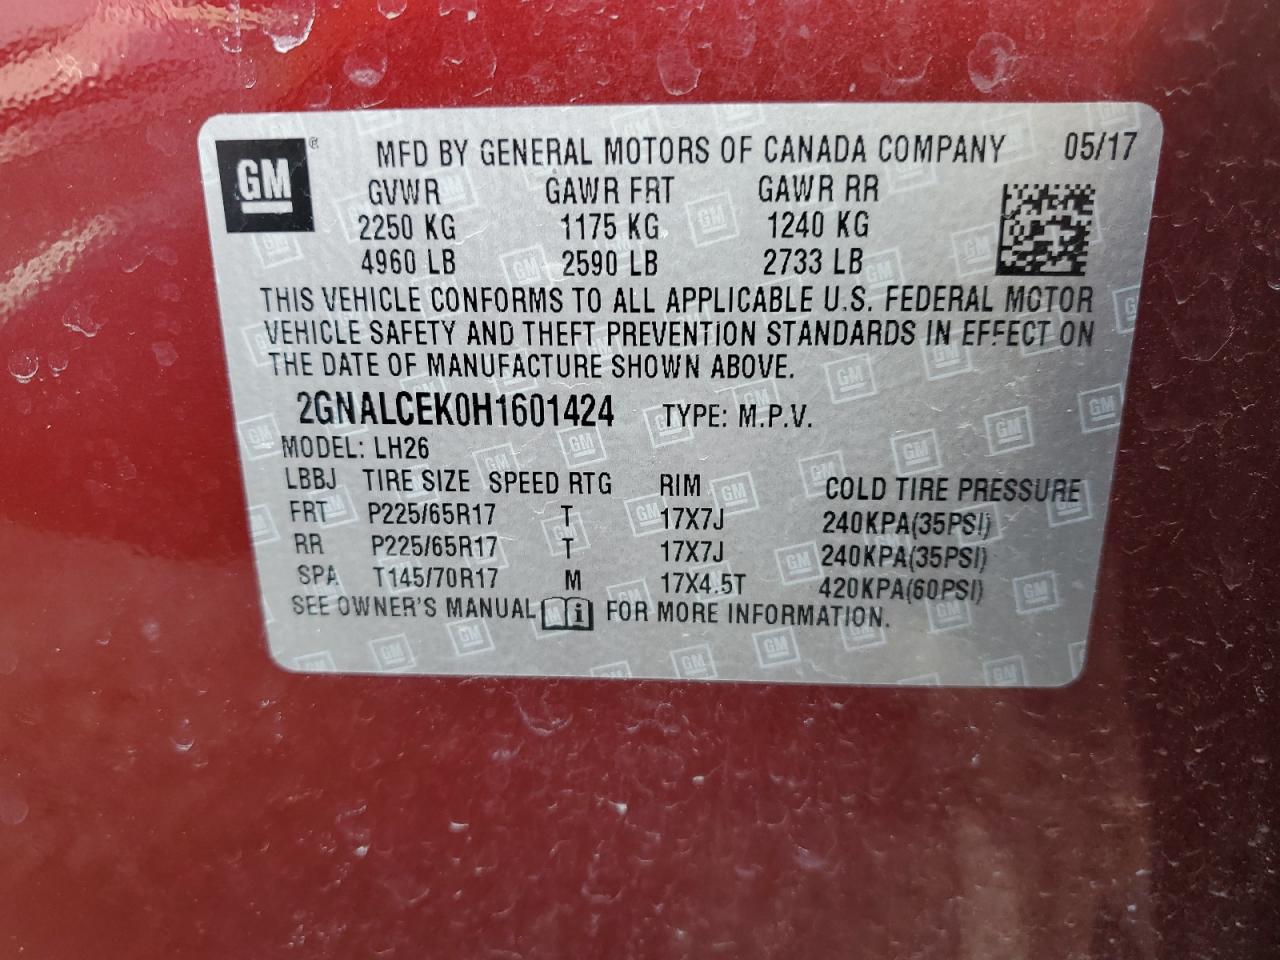 GM ® MFD BY GENERAL MOTORS OF CANADA COMPANY 05/17
GVWR GAWR FRT GAWR RR
2250 KG 1175 KG 1240 KG
4960 LB 2590 LB 2733 LB
THIS VEHICLE CONFORMS TO ALL APPLICABLE U.S. FEDERAL MOTOR
VEHICLE SAFETY AND THEFT PREVENTION STANDARDS IN EFFECT ON
THE DATE OF MANUFACTURE SHOWN ABOVE.
2GNALCEK0H1601424 TYPE: M.P.V.
MODEL: LH26
LBBJ TIRE SIZE SPEED RTG RIM COLD TIRE PRESSURE
FRT P225/65R17 T 17X7J 240KPA(35PSI)
RR P225/65R17 T 17X7J 240KPA(35PSI)
SPA T145/70R17 M 17X4.5T 420KPA(60PSI)
SEE OWNER'S MANUAL i FOR MORE INFORMATION.